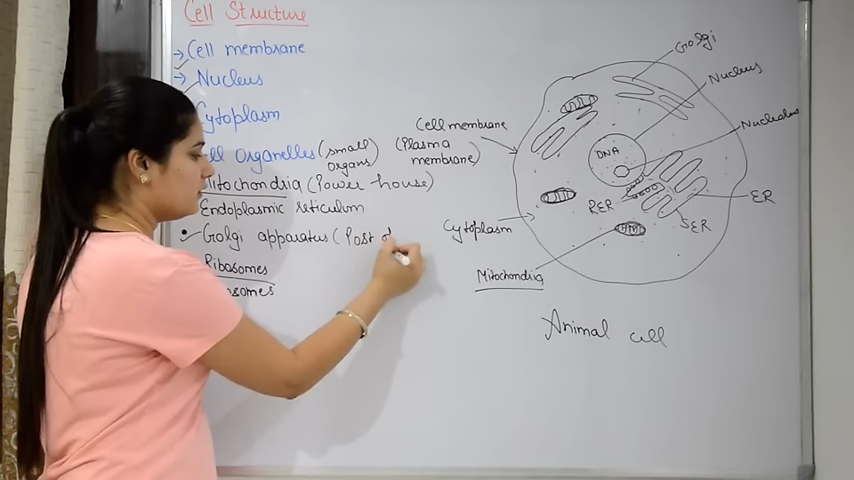 Cell Structure
→ Cell membrane
→ Nucleus
Cytoplasm
Cell organelles (small organs)
Mitochondria (Power house)
Endoplasmic reticulum
Golgi apparatus (Post
Ribosomes
Golgi
Nucleus
Nucleolus
Cell membrane
(Plasma membrane)
DNA
RER
ER
SER
Cytoplasm
Mitochondria
Animal cell